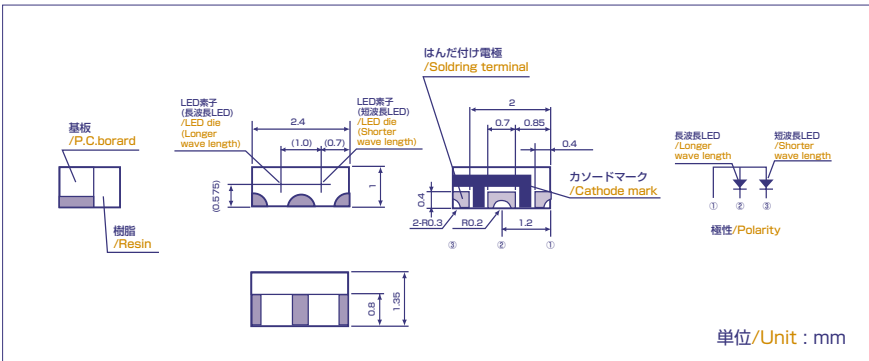 基板
/P.C.borard
樹脂
/Resin
LED素子
(長波長LED)
/LED die
(Longer
wave length)
LED素子
(短波長LED)
/LED die
(Shorter
wave length)
2.4
(1.0)
(0.7)
(0.575)
1
はんだ付け電極
/Soldring terminal
2
0.7
0.85
0.4
カソードマーク
/Cathode mark
0.4
2-R0.3
R0.2
1.2
③
②
①
長波長LED
/Longer
wave length
短波長LED
/Shorter
wave length
①
②
③
極性/Polarity
0.8
1.35
単位/Unit : mm